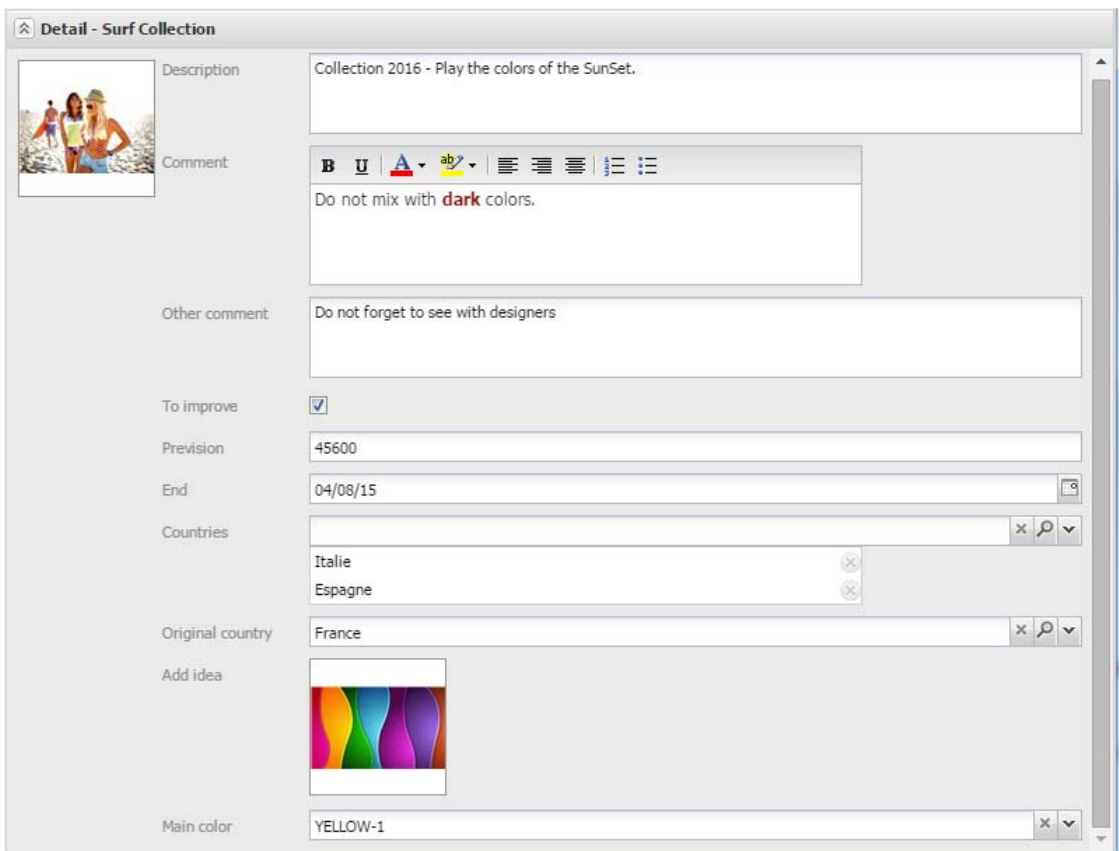 Detail - Surf Collection
Description
Collection 2016 - Play the colors of the SunSet.
Comment
B U A ab
Do not mix with dark colors.
Other comment
Do not forget to see with designers
To improve
Prevision
45600
End
04/08/15
Countries
Italie
Espagne
Original country
France
Add idea
Main color
YELLOW-1